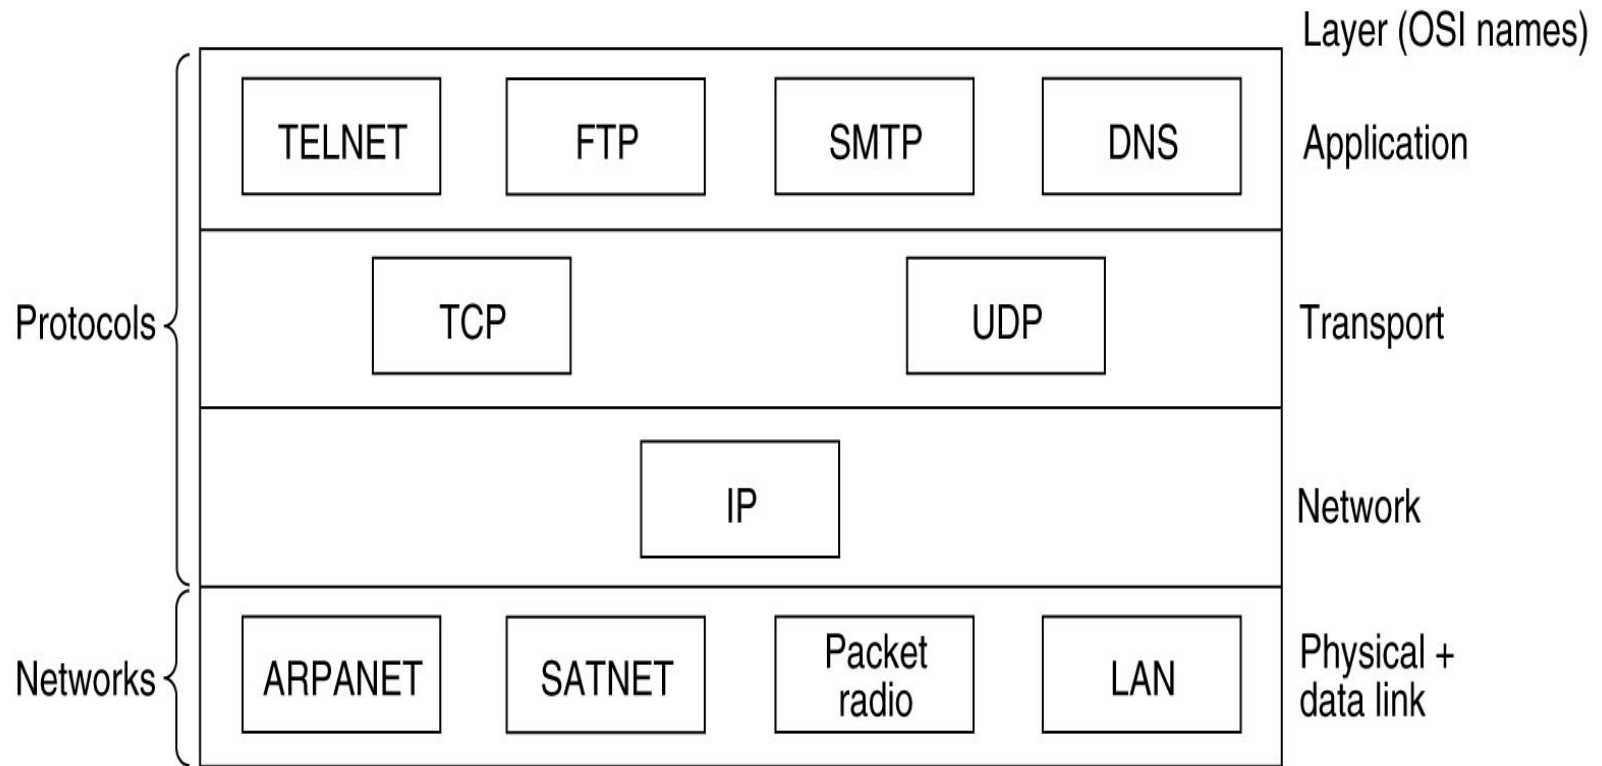 Layer (OSI names)
TELNET
FTP
SMTP
DNS
Application
Protocols
TCP
UDP
Transport
IP
Network
Networks
ARPANET
SATNET
Packet
radio
LAN
Physical +
data link